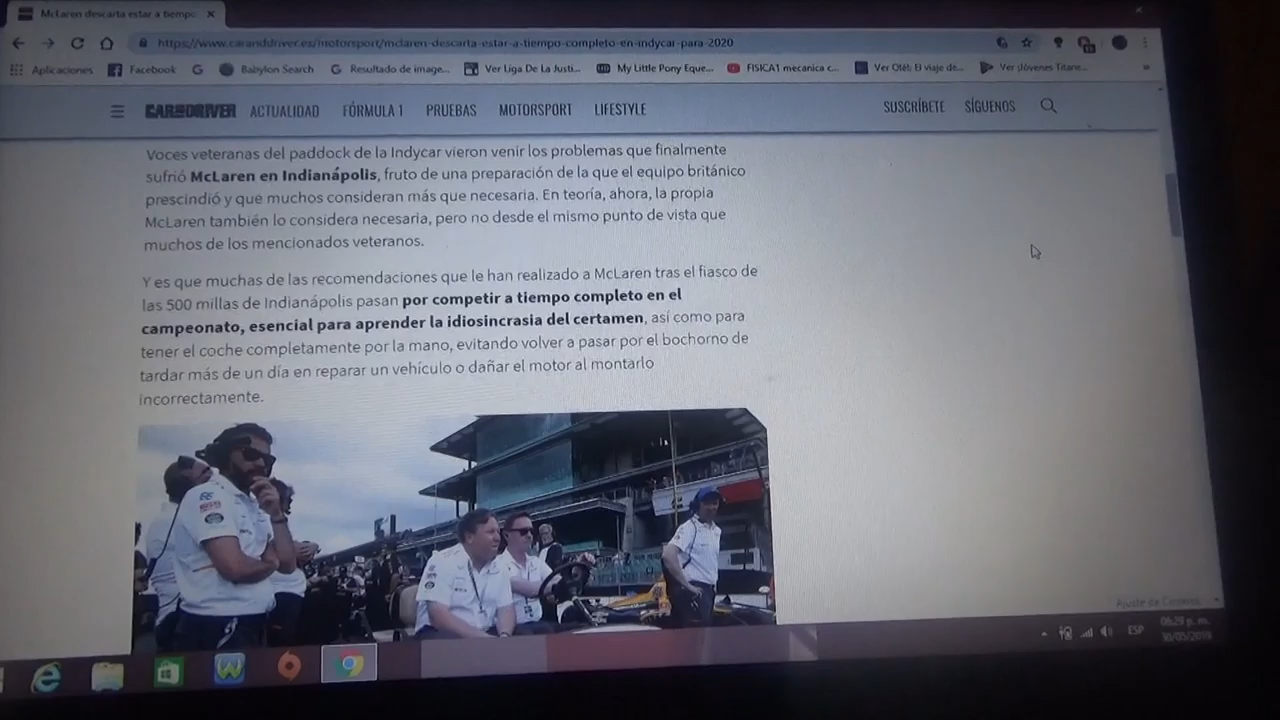 McLaren descarta estar a tiempo
https://www.caranddriver.es/motorsport/mclaren-descarta-estar-a-tiempo-completo-en-indycar-para-2020
Aplicaciones Facebook Babylon Search Resultado de image... Ver Liga De La Justi... My Little Pony Eque... FISICA1 mecanica c... Ver Olét: El viaje de... Ver Jóvenes Titane...
CAR AND DRIVER ACTUALIDAD FÓRMULA 1 PRUEBAS MOTORSPORT LIFESTYLE SUSCRÍBETE SÍGUENOS
Voces veteranas del paddock de la Indycar vieron venir los problemas que finalmente
sufrió McLaren en Indianápolis, fruto de una preparación de la que el equipo británico
prescindió y que muchos consideran más que necesaria. En teoría, ahora, la propia
McLaren también lo considera necesaria, pero no desde el mismo punto de vista que
muchos de los mencionados veteranos.
Y es que muchas de las recomendaciones que le han realizado a McLaren tras el fiasco de
las 500 millas de Indianápolis pasan por competir a tiempo completo en el
campeonato, esencial para aprender la idiosincrasia del certamen, así como para
tener el coche completamente por la mano, evitando volver a pasar por el bochorno de
tardar más de un día en reparar un vehículo o dañar el motor al montarlo
incorrectamente.
ESP
30/05/2019